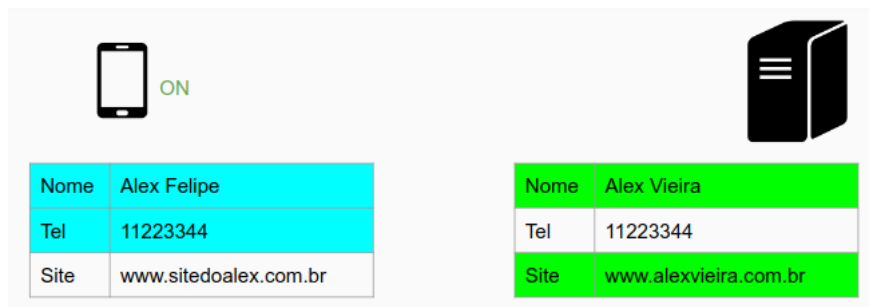 ON
Nome Alex Felipe
Tel 11223344
Site www.sitedoalex.com.br
Nome Alex Vieira
Tel 11223344
Site www.alexvieira.com.br